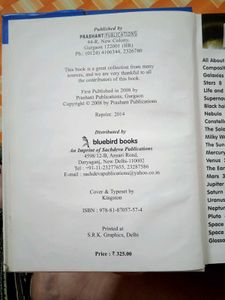 Published by
PRASHANT PUBLICATIONS
44-R, New Colony,
Gurgaon 122001 (HR)
Ph.: (0124) 4106344, 2326780
This book is a great collection from many
sources, and we are very thankful to all
the contributors of this book.
First Published in 2008 by
Prashant Publications, Gurgaon
Copyright © 2008 by Prashant Publications
Reprint: 2014
Distributed by
bluebird books
An Imprint of Sachdeva Publications
4598/12-B, Ansari Road,
Daryaganj, New Delhi-110002
Tel : +91-11-23277655, 23287586
E-mail : sachdevapublications@yahoo.co.in
Cover & Typeset by
Kingston
ISBN : 978-81-87057-57-4
Printed at
S.R.K. Graphics, Delhi
Price : ₹ 325.00
All About
Composi
Galaxies
Stars &
Life and
Supernov
Black ho
Nebula
Constella
The Sola
Milky Wa
The Sun
Mercury
Venus
Earth
Mars
Jupiter
Saturn
Uranus
Neptun
Pluto
Space
Space
Glossa